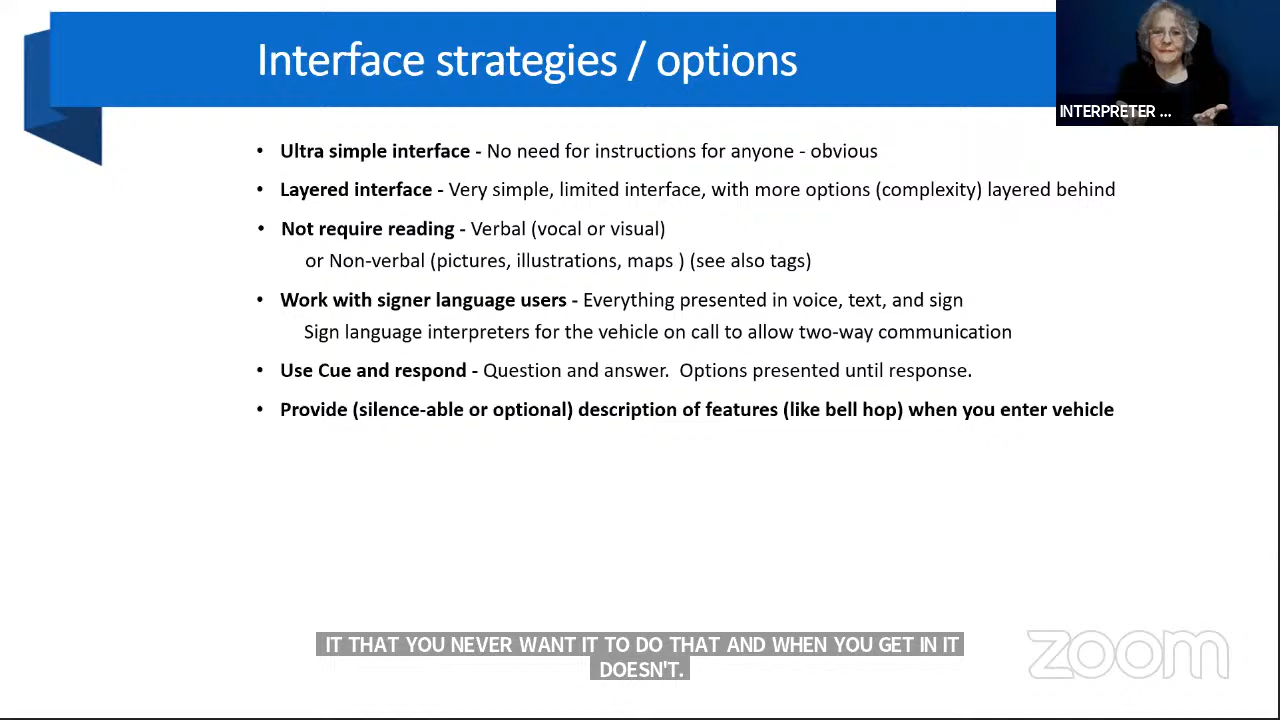 Interface strategies / options
INTERPRETER ...
• Ultra simple interface - No need for instructions for anyone - obvious
• Layered interface - Very simple, limited interface, with more options (complexity) layered behind
• Not require reading - Verbal (vocal or visual)
or Non-verbal (pictures, illustrations, maps ) (see also tags)
• Work with signer language users - Everything presented in voice, text, and sign
Sign language interpreters for the vehicle on call to allow two-way communication
• Use Cue and respond - Question and answer.  Options presented until response.
• Provide (silence-able or optional) description of features (like bell hop) when you enter vehicle
IT THAT YOU NEVER WANT IT TO DO THAT AND WHEN YOU GET IN IT
DOESN'T.
zoom